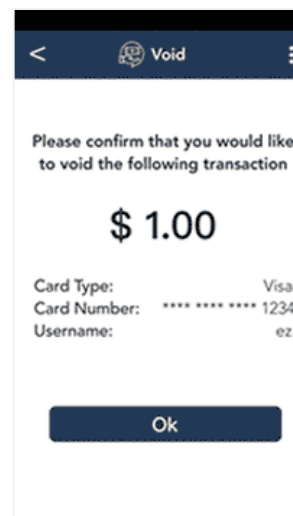 < Void
Please confirm that you would like
to void the following transaction
$ 1.00
Card Type: Visa
Card Number: **** **** **** 1234
Username: ez
Ok